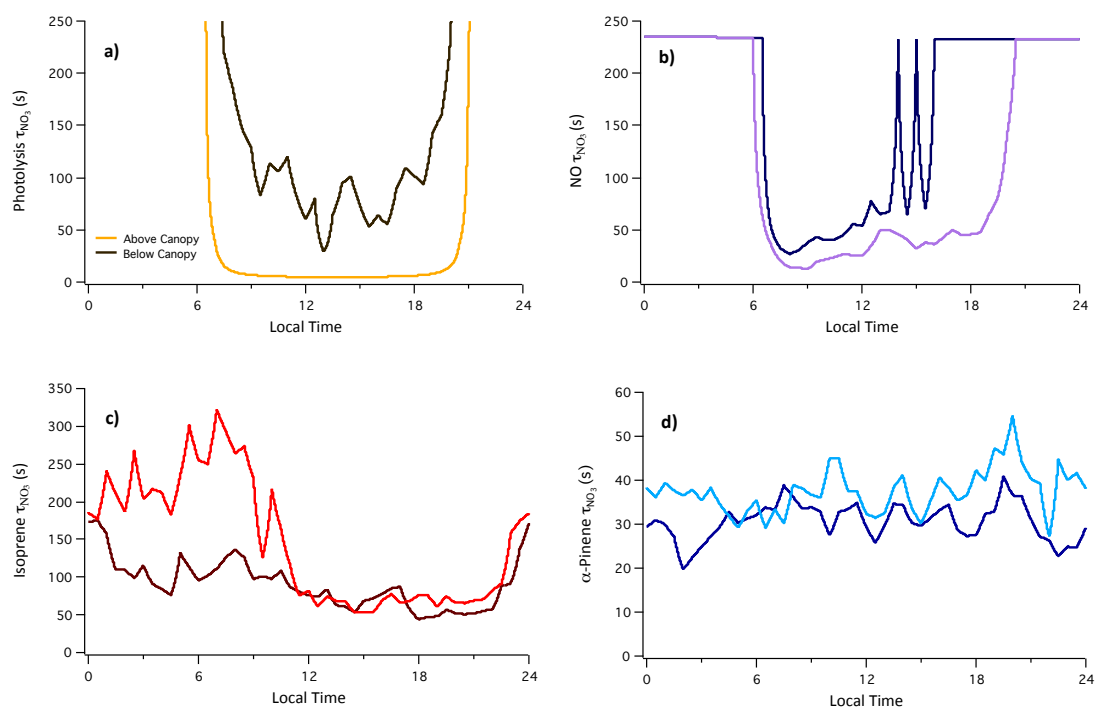 a)
250
200
150
100
50
0
Photolysis τNO3 (s)
Above Canopy
Below Canopy
0 6 12 18 24
Local Time
b)
250
200
150
100
50
0
NO τNO3 (s)
0 6 12 18 24
Local Time
c)
350
300
250
200
150
100
50
0
Isoprene τNO3 (s)
0 6 12 18 24
Local Time
d)
60
50
40
30
20
10
0
α-Pinene τNO3 (s)
0 6 12 18 24
Local Time